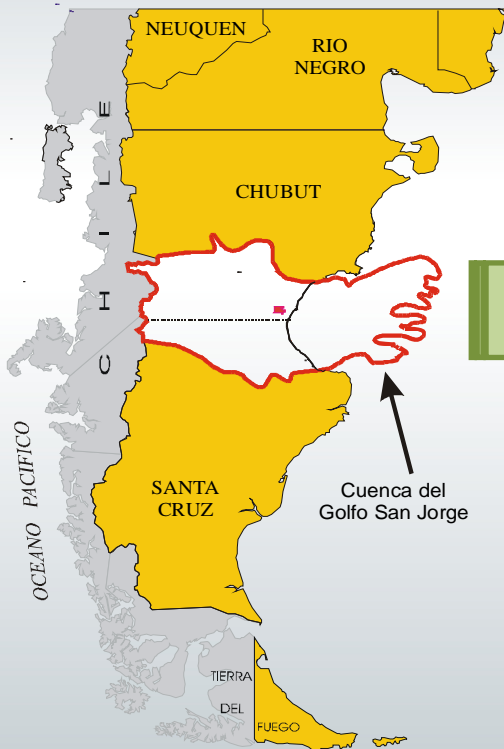 NEUQUEN
RIO
NEGRO
CHUBUT
CHILE
SANTA
CRUZ
Cuenca del
Golfo San Jorge
OCEANO PACIFICO
TIERRA
DEL
FUEGO